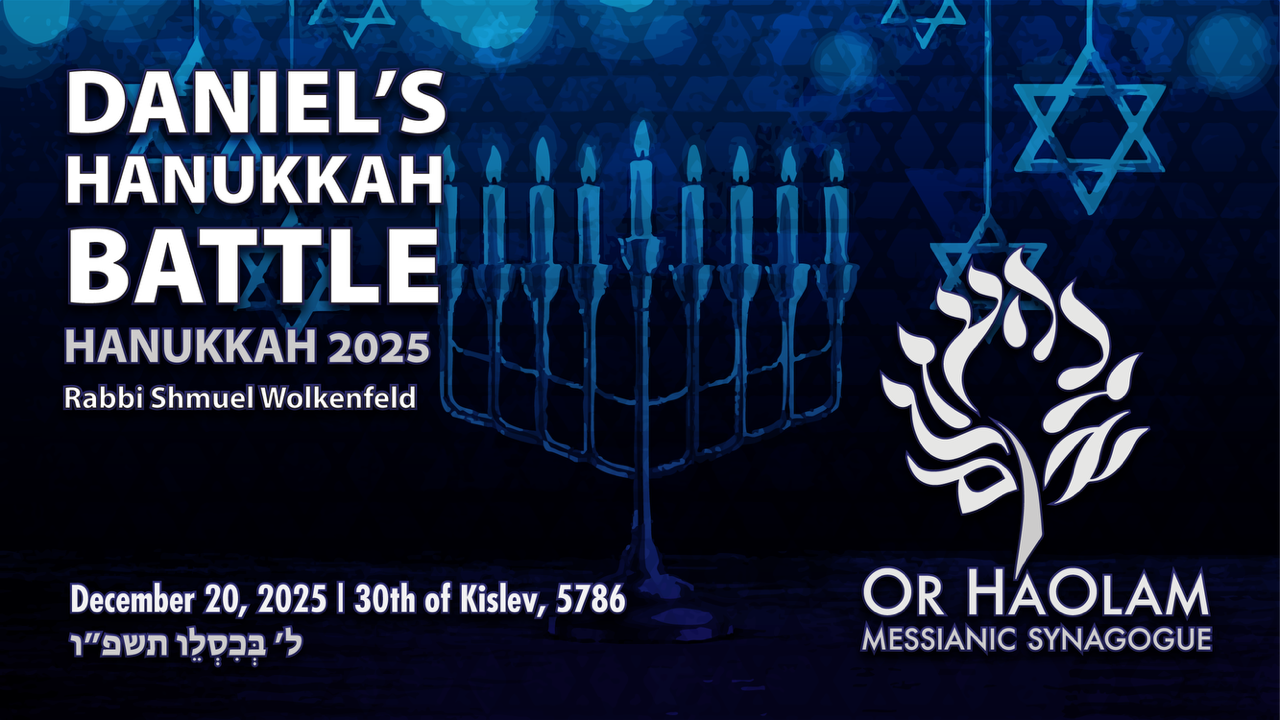 DANIEL’S
HANUKKAH
BATTLE
HANUKKAH 2025
Rabbi Shmuel Wolkenfeld
December 20, 2025 | 30th of Kislev, 5786
ל׳ בְּכִסְלֵו תשפ״ו
OR HAOLAM
MESSIANIC SYNAGOGUE